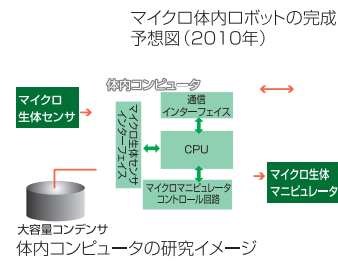 マイクロ体内ロボットの完成
予想図（2010年）
体内コンピュータ
マイクロ
生体センサ
通信
インターフェイス
マイクロ生体センサ
インターフェイス
CPU
マイクロマニピュレータ
コントロール回路
マイクロ生体
マニピュレータ
大容量コンデンサ
体内コンピュータの研究イメージ